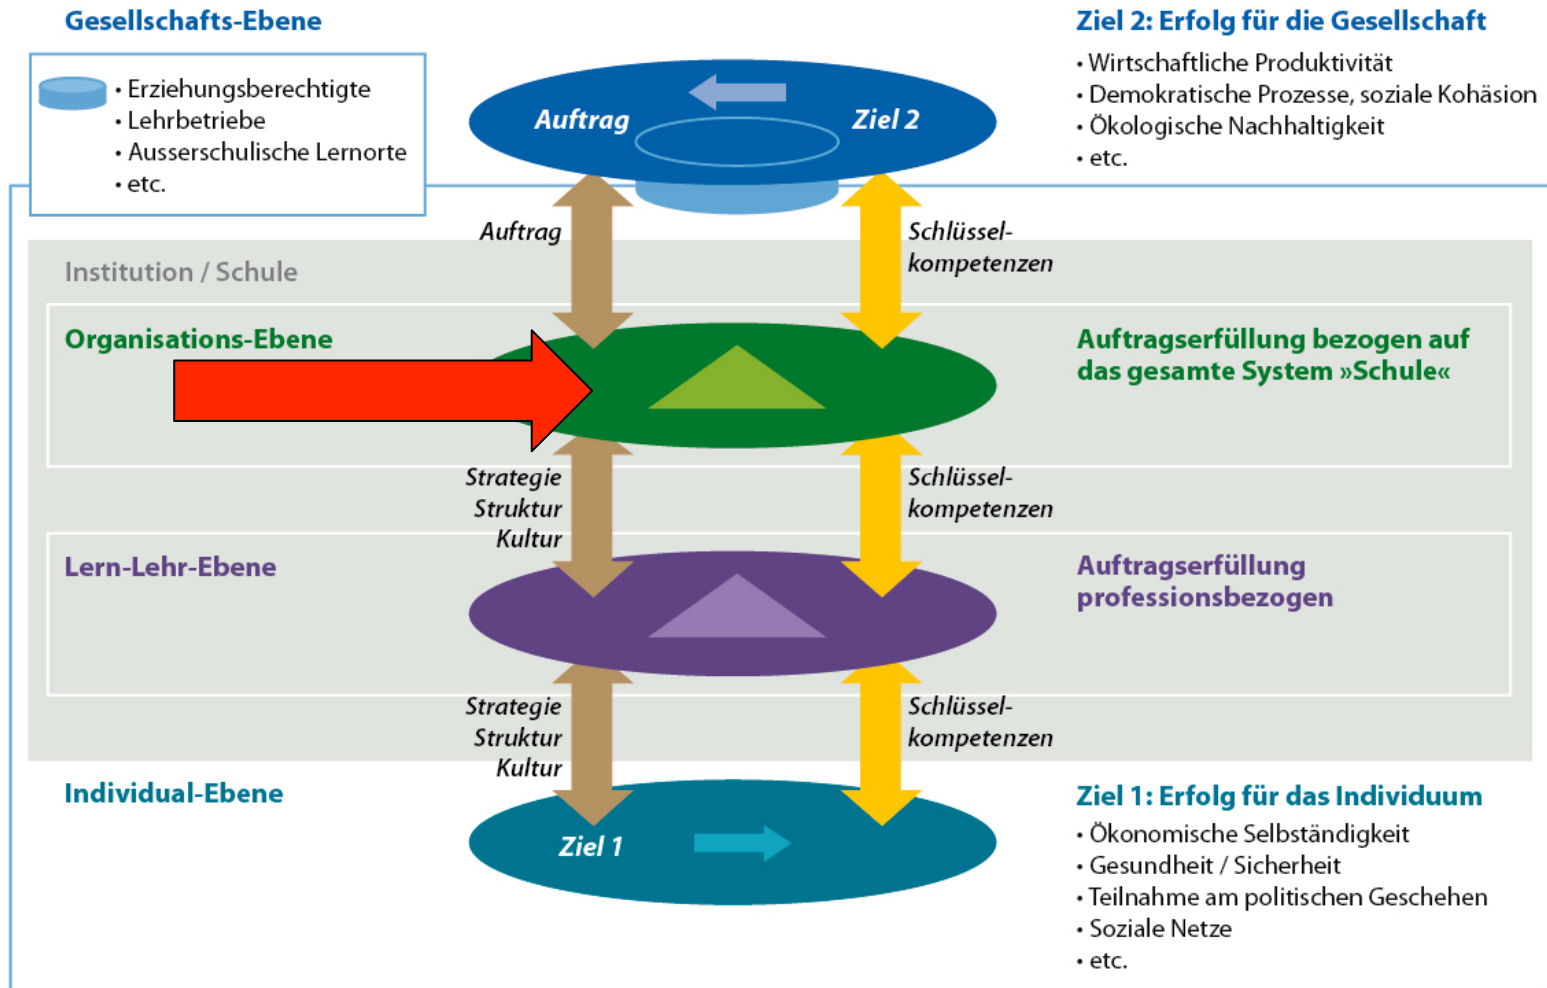 Gesellschafts-Ebene
• Erziehungsberechtigte
• Lehrbetriebe
• Ausserschulische Lernorte
• etc.
Auftrag
Ziel 2
Ziel 2: Erfolg für die Gesellschaft
• Wirtschaftliche Produktivität
• Demokratische Prozesse, soziale Kohäsion
• Ökologische Nachhaltigkeit
• etc.
Auftrag
Schlüssel-
kompetenzen
Institution / Schule
Organisations-Ebene
Auftragserfüllung bezogen auf
das gesamte System »Schule«
Strategie
Struktur
Kultur
Schlüssel-
kompetenzen
Lern-Lehr-Ebene
Auftragserfüllung
professionsbezogen
Strategie
Struktur
Kultur
Schlüssel-
kompetenzen
Individual-Ebene
Ziel 1
Ziel 1: Erfolg für das Individuum
• Ökonomische Selbständigkeit
• Gesundheit / Sicherheit
• Teilnahme am politischen Geschehen
• Soziale Netze
• etc.